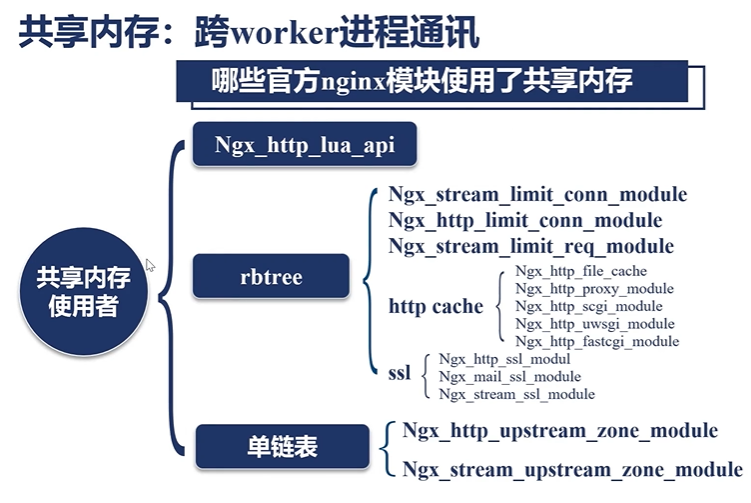 共享内存：跨worker进程通讯
哪些官方nginx模块使用了共享内存
Ngx_http_lua_api
共享内存
使用者
rbtree
Ngx_stream_limit_conn_module
Ngx_http_limit_conn_module
Ngx_stream_limit_req_module
http cache
Ngx_http_file_cache
Ngx_http_proxy_module
Ngx_http_scgi_module
Ngx_http_uwsgi_module
Ngx_http_fastcgi_module
ssl
Ngx_http_ssl_modul
Ngx_mail_ssl_module
Ngx_stream_ssl_module
单链表
Ngx_http_upstream_zone_module
Ngx_stream_upstream_zone_module